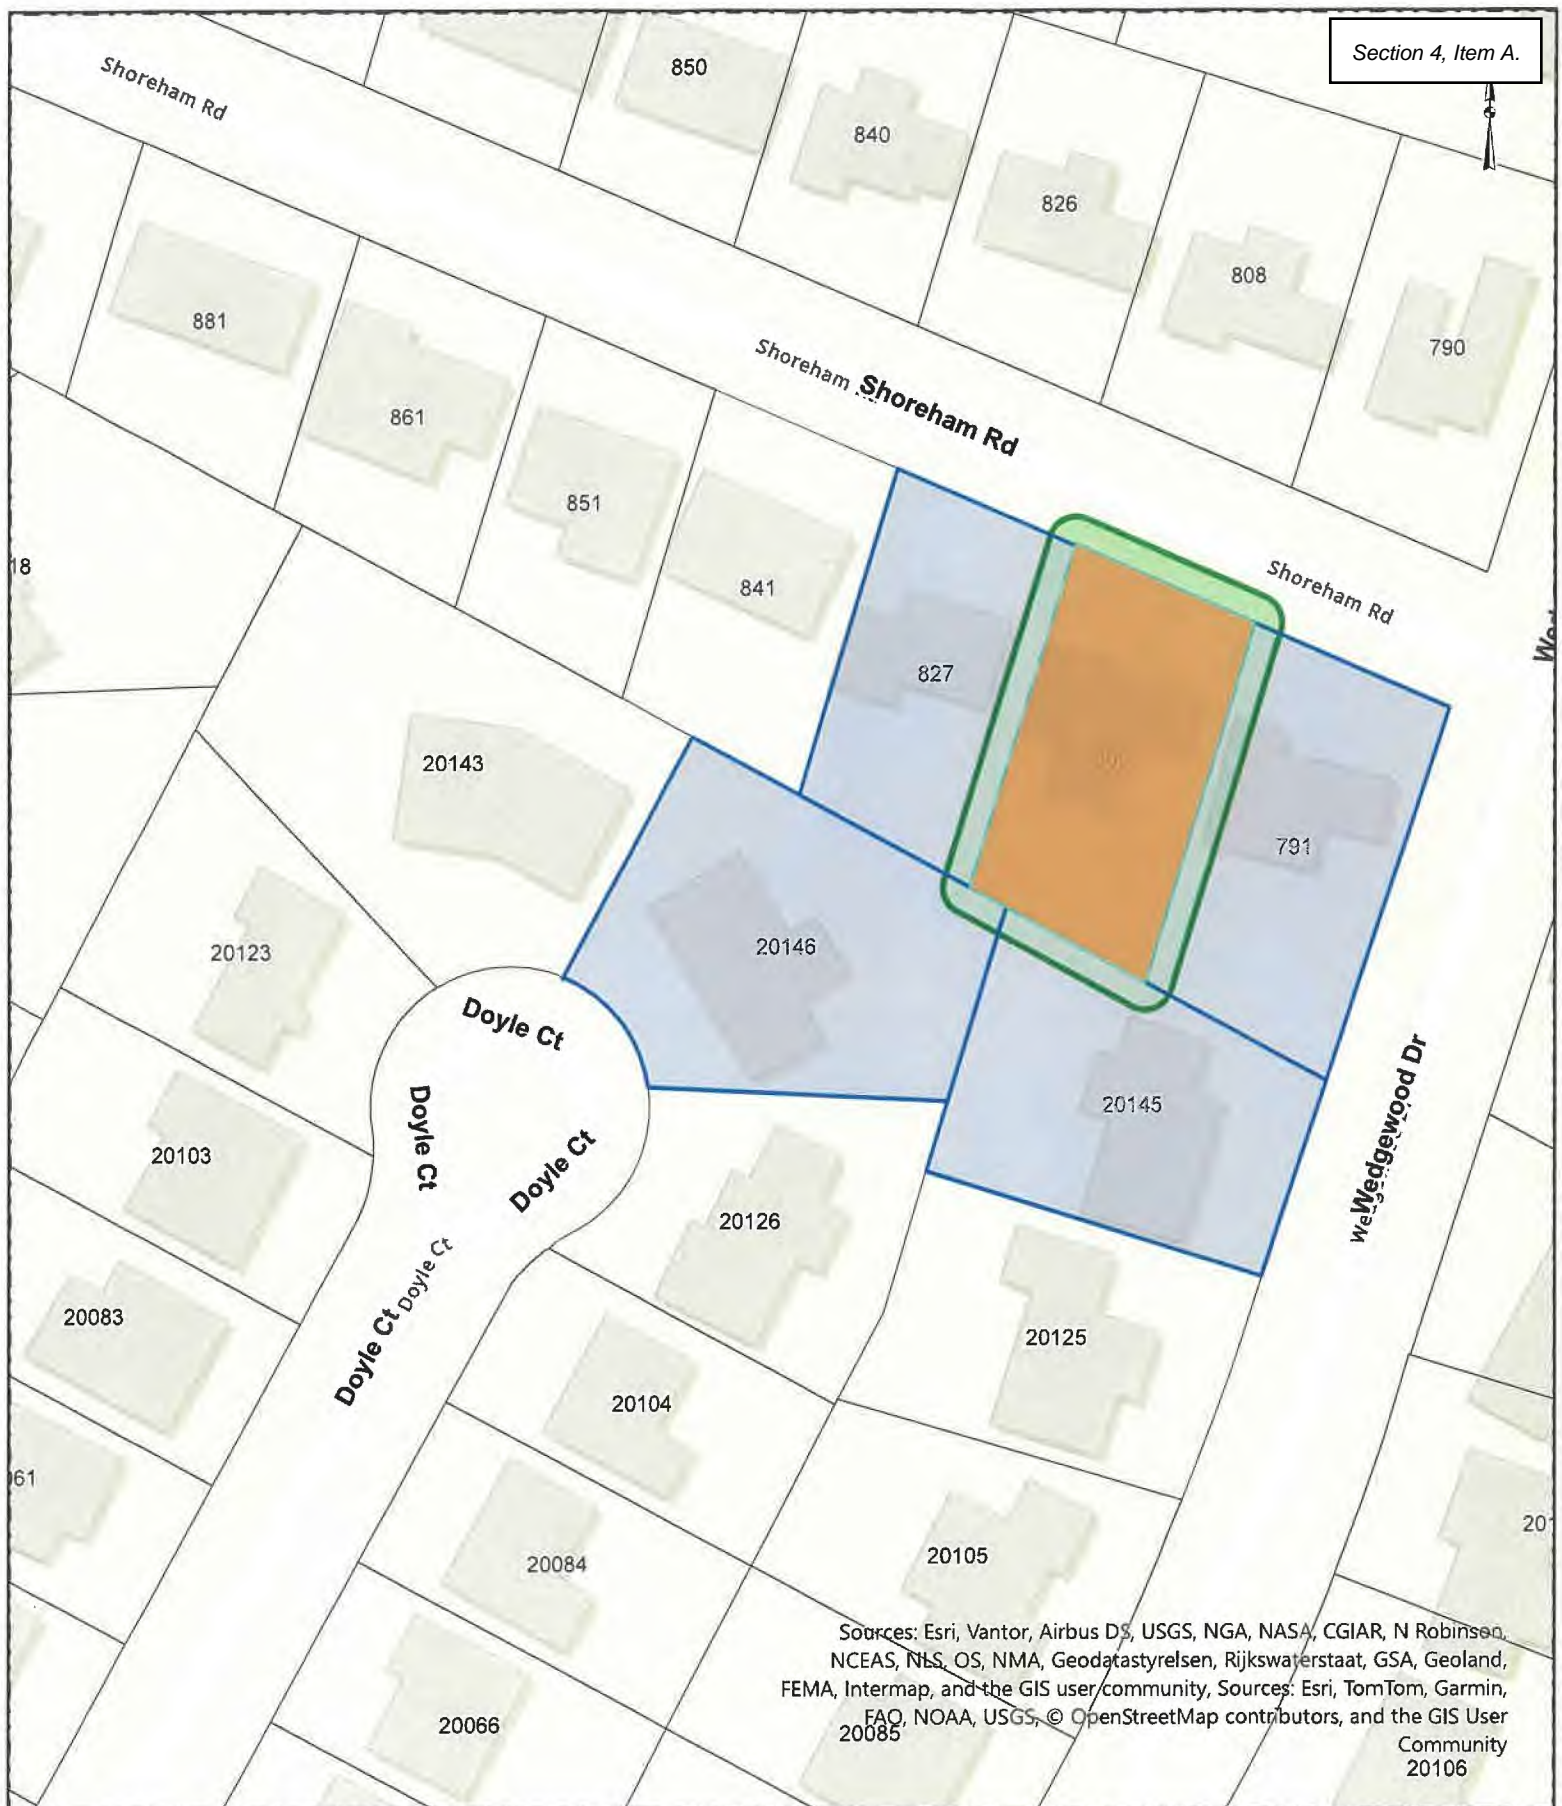 Section 4, Item A.
Shoreham Rd
850
840
826
808
790
881
861
851
841
Shoreham
Shoreham Rd
Shoreham Rd
827
791
18
20143
20146
20145
20123
Doyle Ct
Doyle Ct
Doyle Ct
Doyle Ct
Doyle Ct
Wedgewood Dr
20103
20126
20083
20125
20104
61
20084
20105
201
20066
20085
Sources: Esri, Vantor, Airbus DS, USGS, NGA, NASA, CGIAR, N Robinson,
NCEAS, NLS, OS, NMA, Geodatastyrelsen, Rijkswaterstaat, GSA, Geoland,
FEMA, Intermap, and the GIS user community, Sources: Esri, TomTom, Garmin,
FAO, NOAA, USGS, © OpenStreetMap contributors, and the GIS User
Community
20106